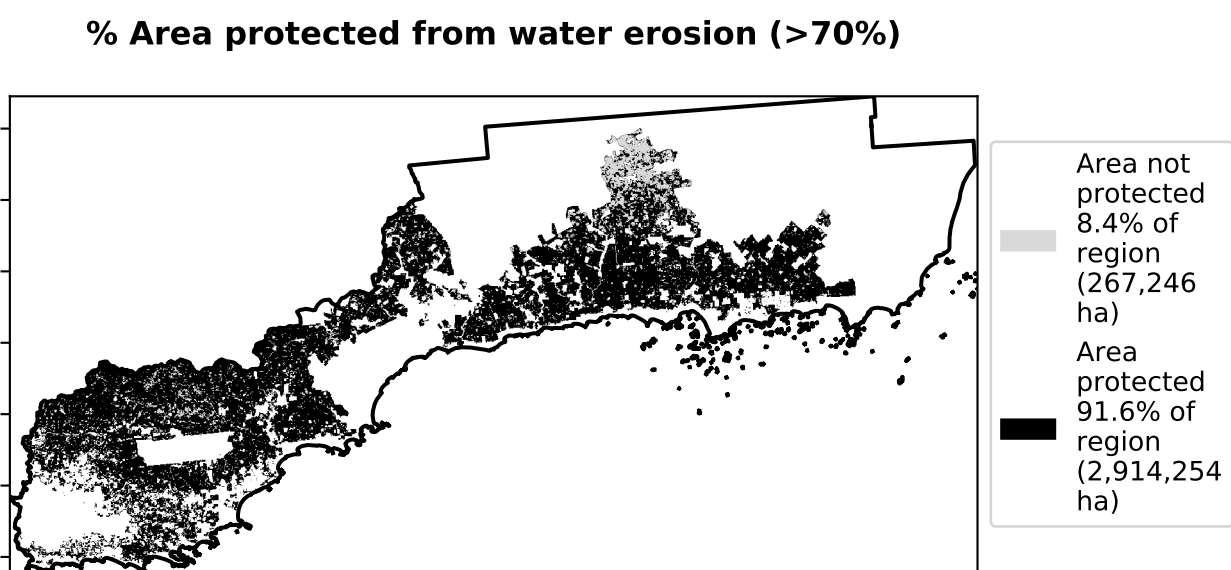 % Area protected from water erosion (>70%)
Area not
protected
8.4% of
region
(267,246
ha)
Area
protected
91.6% of
region
(2,914,254
ha)